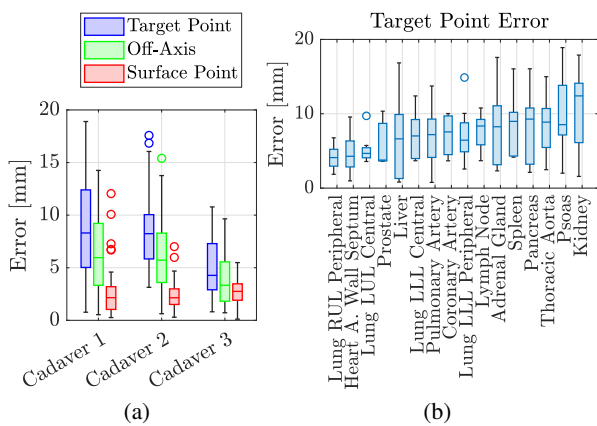 Target Point
Off-Axis
Surface Point
Error [mm]
20
15
10
5
0
Cadaver 1
Cadaver 2
Cadaver 3
(a)
Target Point Error
Error [mm]
20
10
0
Lung RUL Peripheral
Heart A. Wall Septum
Lung LUL Central
Prostate
Liver
Lung LLL Central
Pulmonary Artery
Coronary Artery
Lung LLL Peripheral
Lymph Node
Adrenal Gland
Spleen
Pancreas
Thoracic Aorta
Psoas
Kidney
(b)